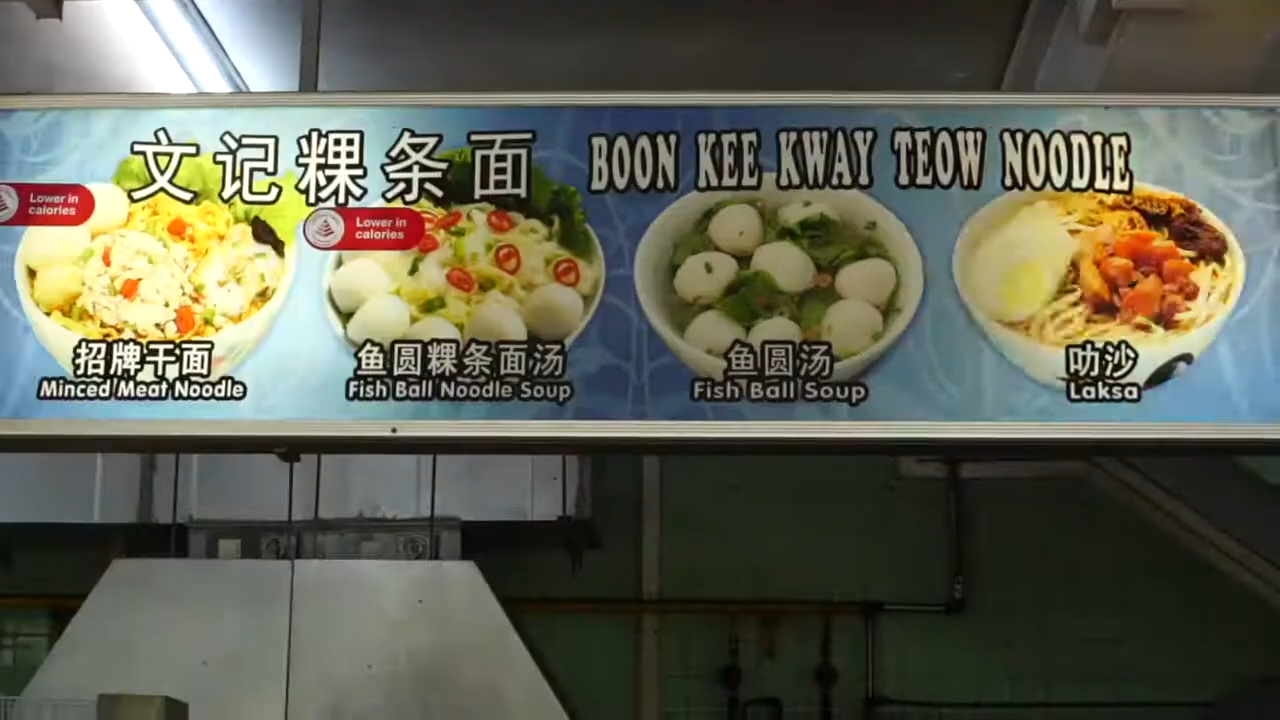 文记粿条面 BOON KEE KWAY TEOW NOODLE
Lower in
calories
Lower in
calories
招牌干面
Minced Meat Noodle
鱼圆粿条面汤
Fish Ball Noodle Soup
鱼圆汤
Fish Ball Soup
叻沙
Laksa